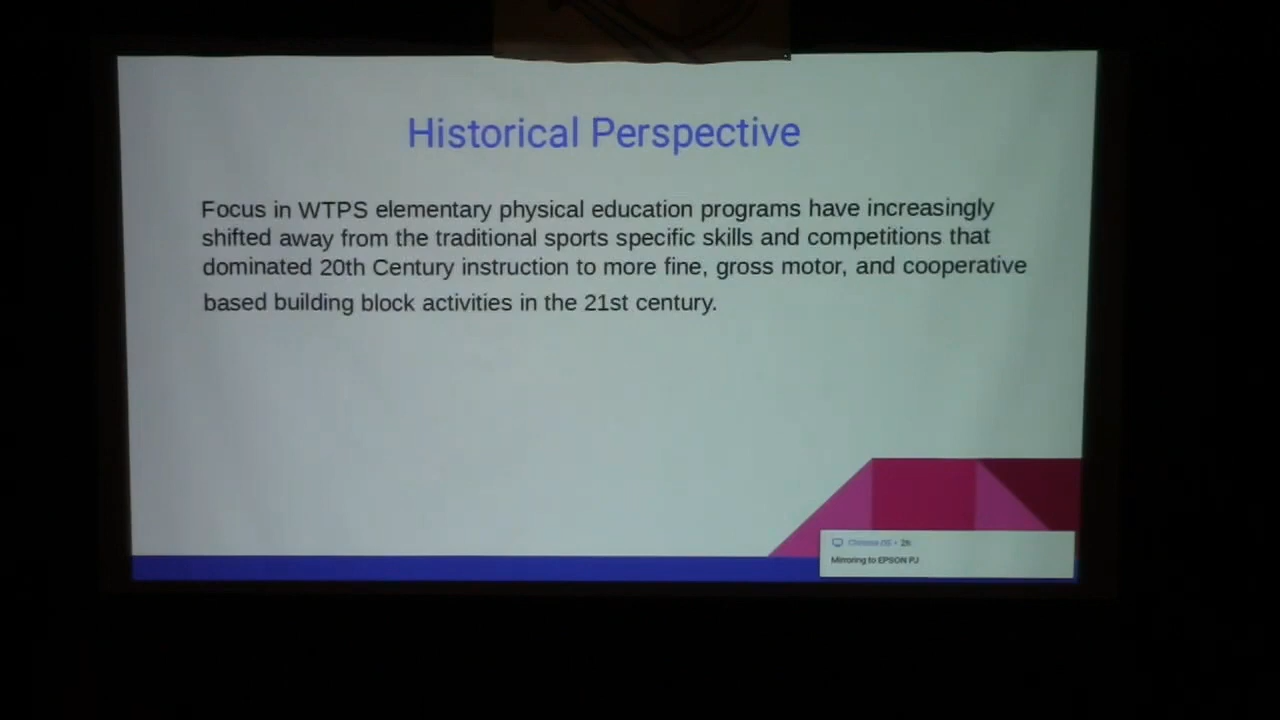 Historical Perspective
Focus in WTPS elementary physical education programs have increasingly
shifted away from the traditional sports specific skills and competitions that
dominated 20th Century instruction to more fine, gross motor, and cooperative
based building block activities in the 21st century.
Chrome OS •
Mirroring to EPSON PJ